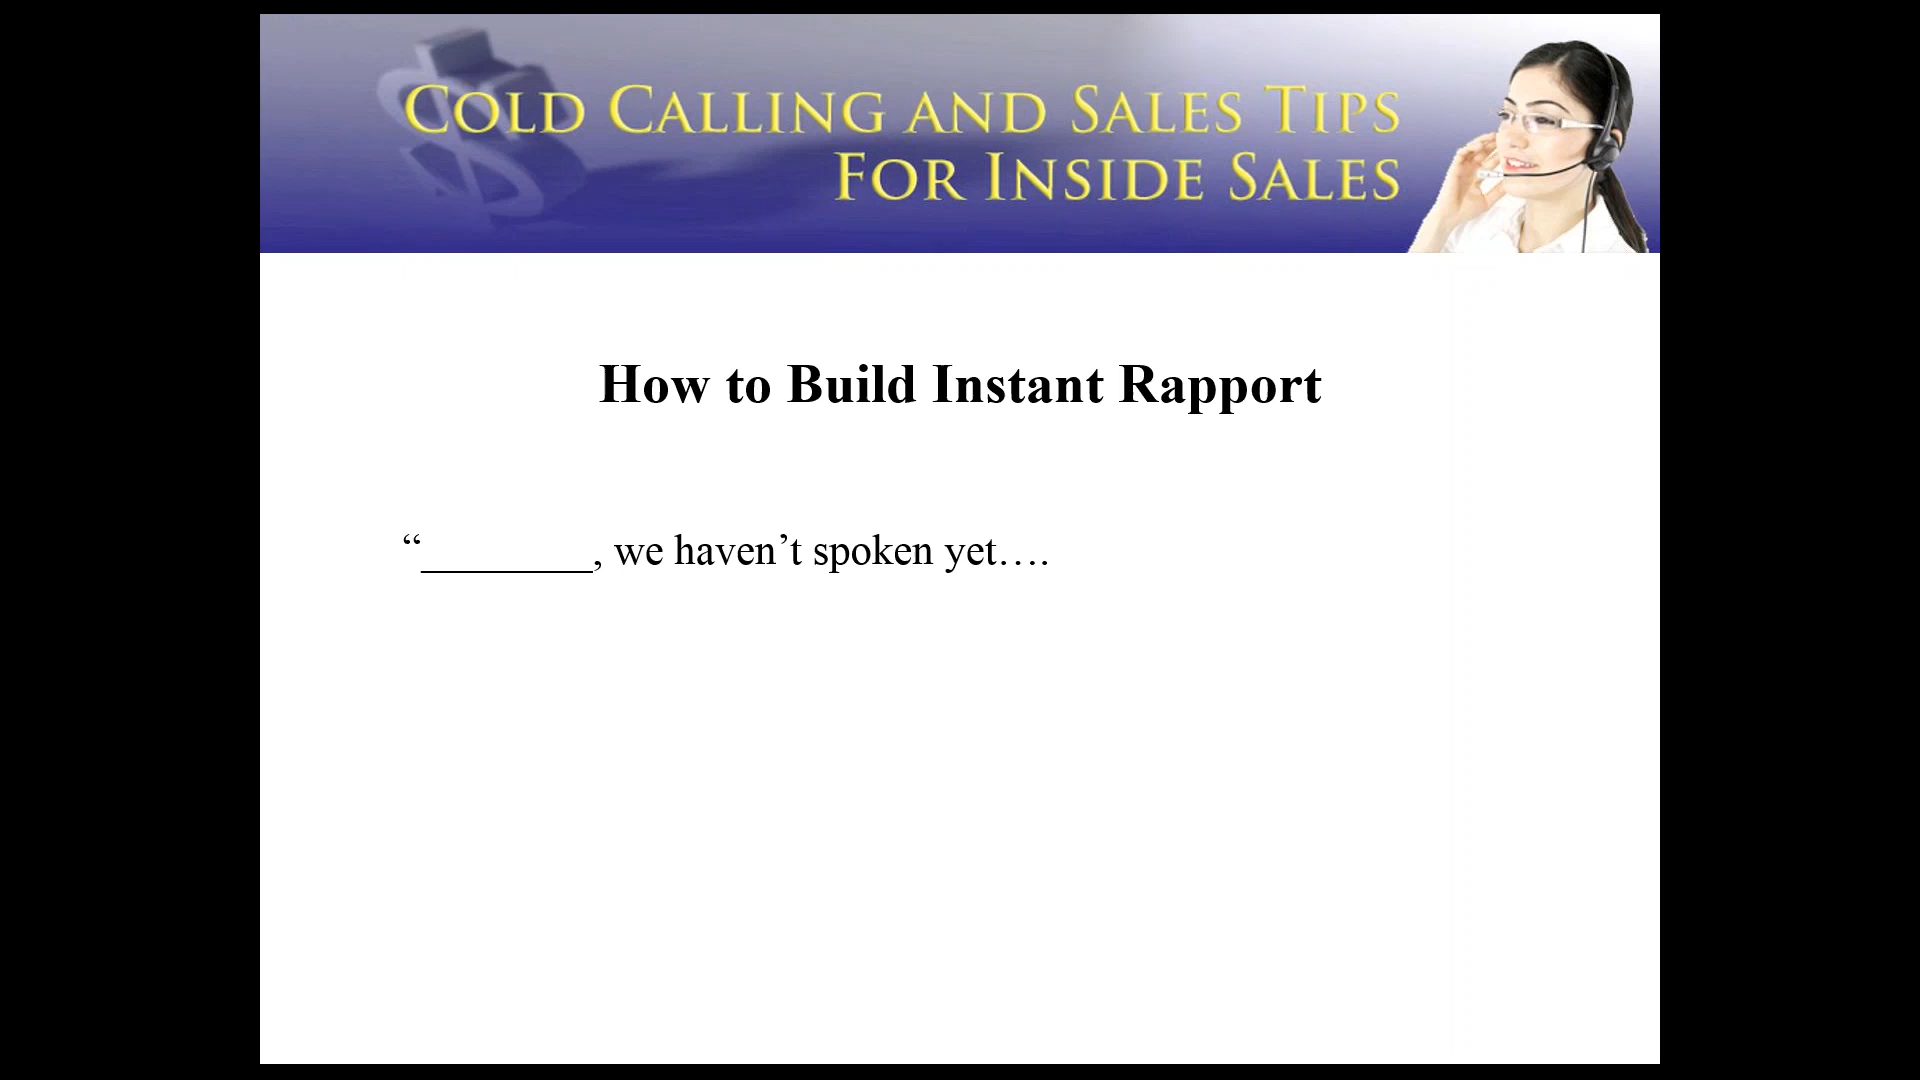 COLD CALLING AND SALES TIPS
FOR INSIDE SALES
How to Build Instant Rapport
“________, we haven’t spoken yet….